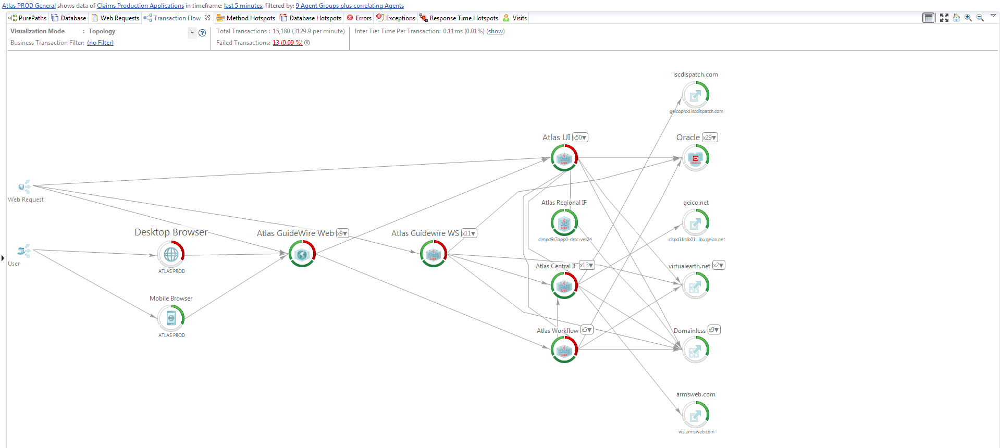 Atlas PROD General shows data of Claims Production Applications in timeframe: last 5 minutes, filtered by: 9 Agent Groups plus correlating Agents
PurePaths Database Web Requests Transaction Flow Method Hotspots Database Hotspots Errors Exceptions Response Time Hotspots Visits
Visualization Mode : Topology
Total Transactions : 15,180 (3129.9 per minute)
Inter Tier Time Per Transaction: 0.11ms (0.01%) (show)
Business Transaction Filter: (no Filter)
Failed Transactions: 13 (0.09 %)
iscdispatch.com
geicoprod.iscdispatch.com
Atlas UI x50
Oracle x29
Web Request
Atlas Regional IF
clmpd9r7app0-drsc-vm24
geico.net
cispd1frslb01...ibu.geico.net
Desktop Browser
ATLAS PROD
Atlas GuideWire Web x9
Atlas Guidewire WS x11
User
Atlas Central IF x13
virtualearth.net x2
Mobile Browser
ATLAS PROD
Atlas Workflow x5
Domainless x9
armsweb.com
ws.armsweb.com